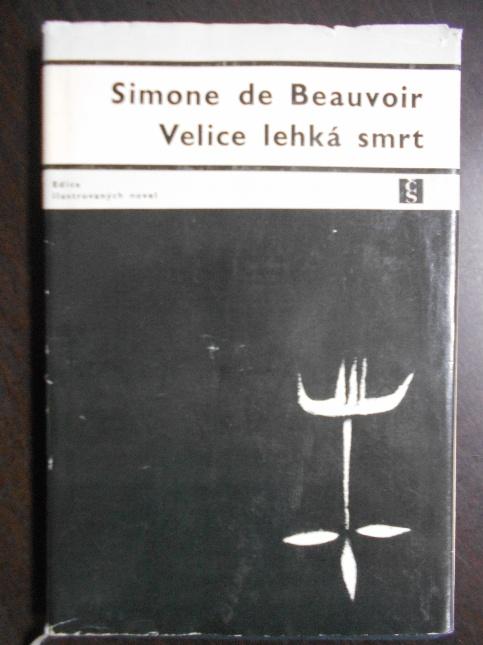 Simone de Beauvoir
Velice lehká smrt
Edice
ilustrovaných novel
ČS